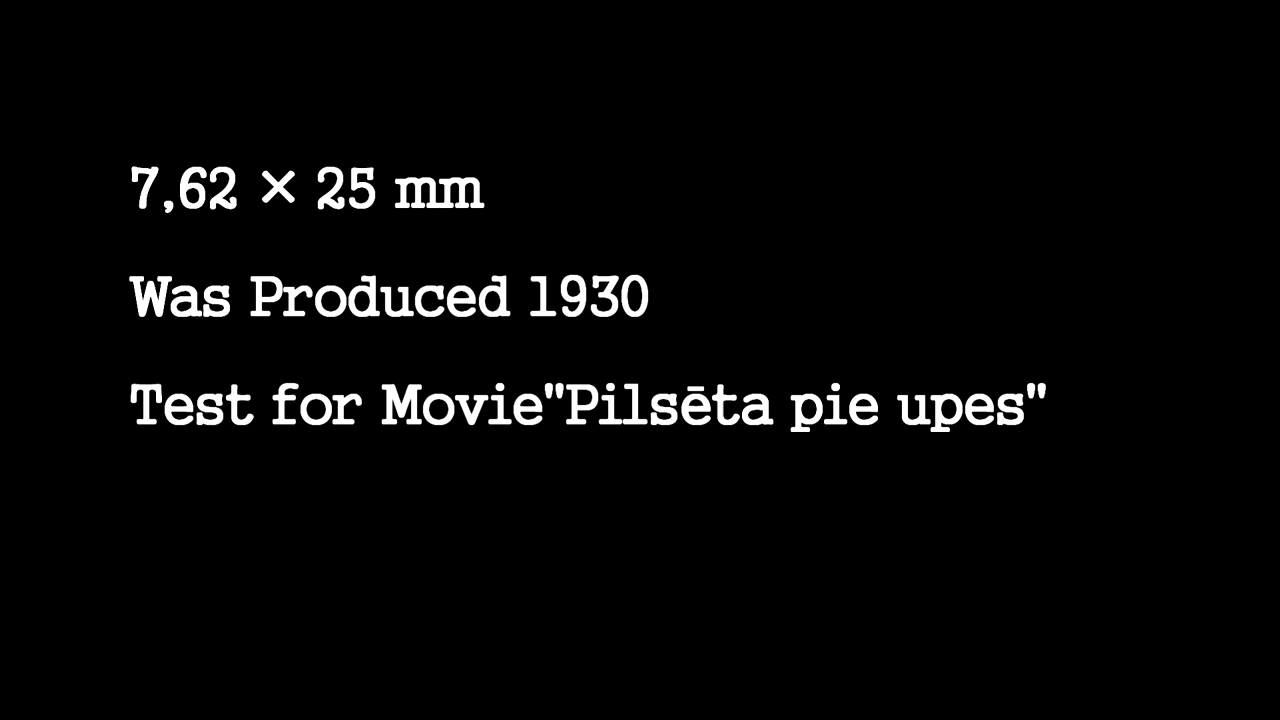 7,62 × 25 mm
Was Produced 1930
Test for Movie"Pilsēta pie upes"